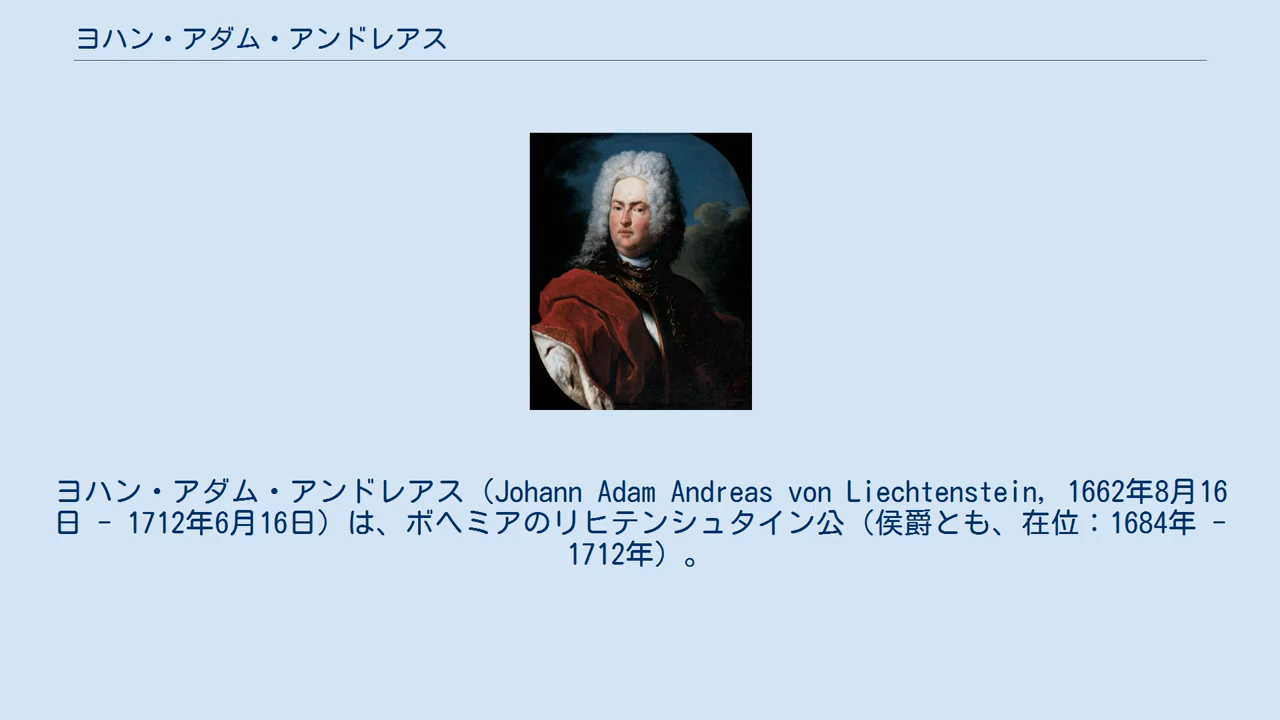 ヨハン・アダム・アンドレアス
ヨハン・アダム・アンドレアス（Johann Adam Andreas von Liechtenstein, 1662年8月16
日 - 1712年6月16日）は、ボヘミアのリヒテンシュタイン公（侯爵とも、在位：1684年 -
1712年）。